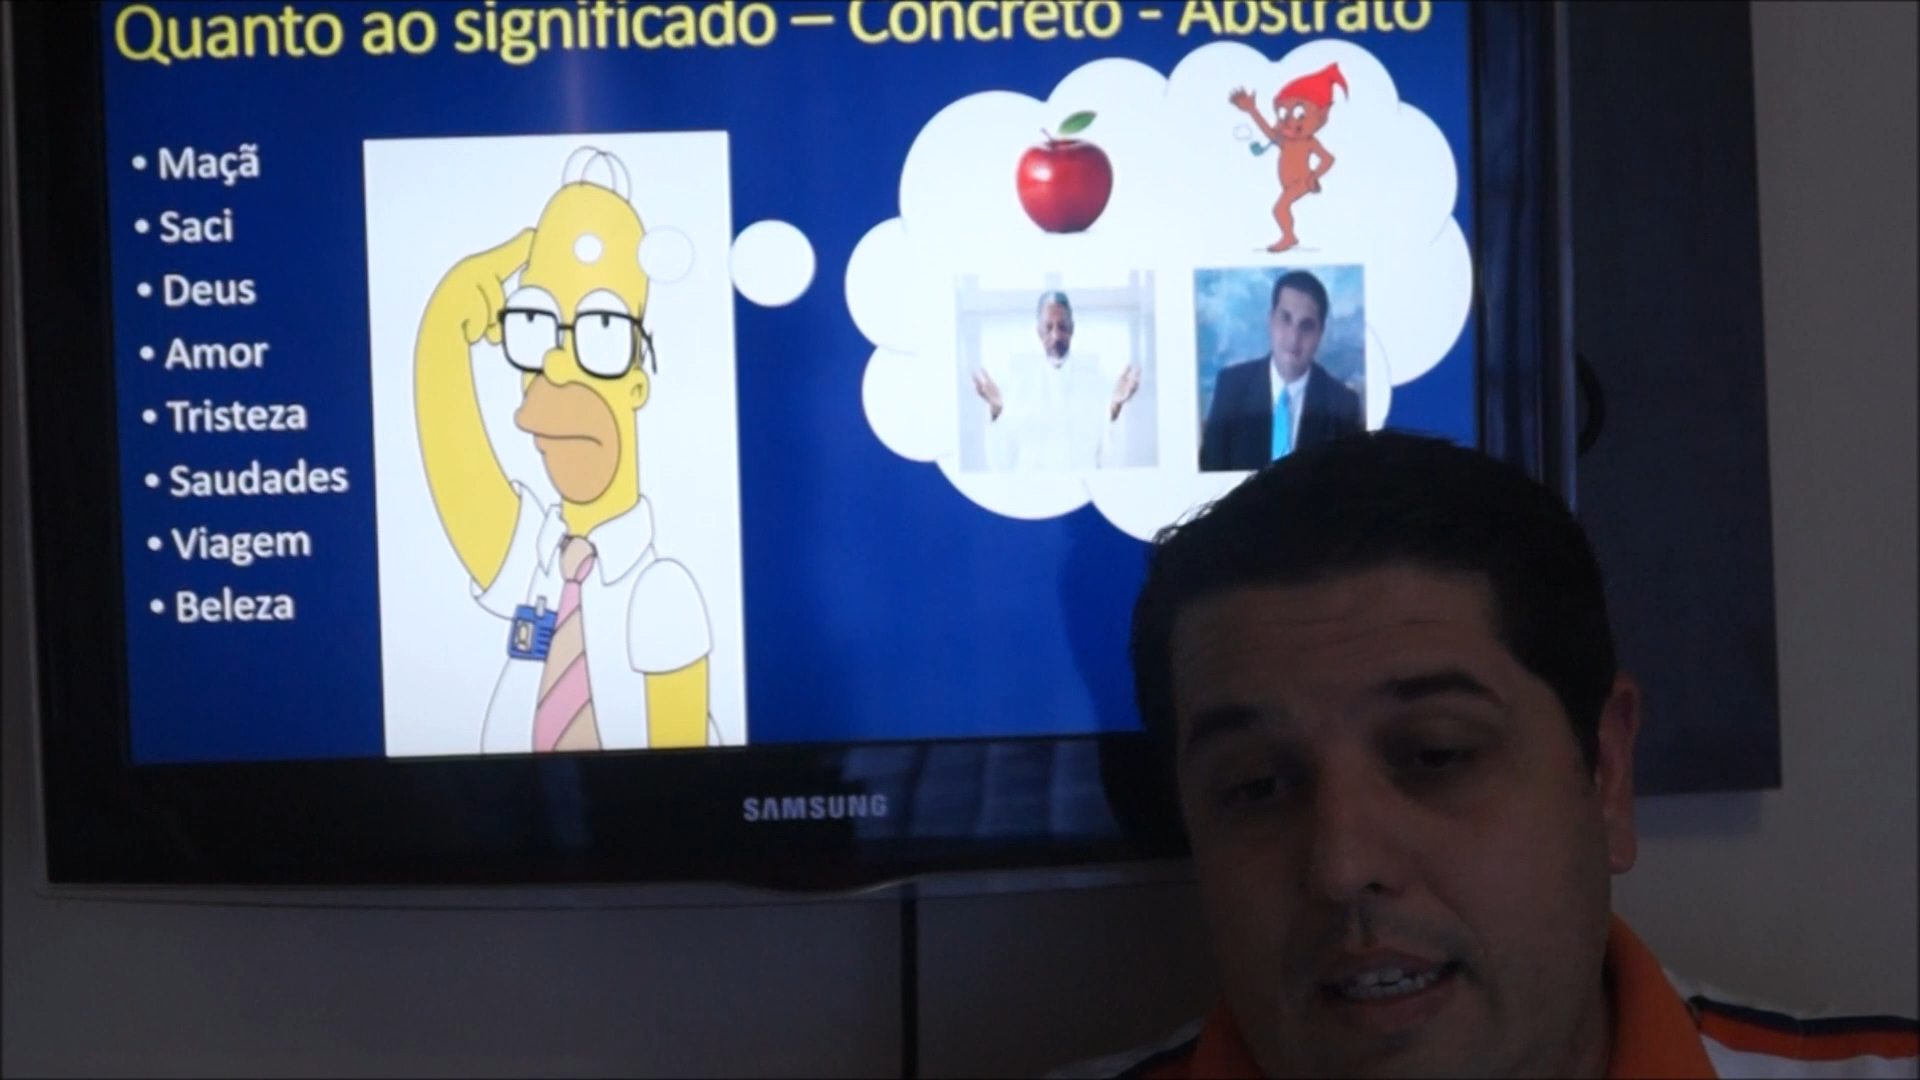 Quanto ao significado – Concreto - Abstrato
• Maçã
• Saci
• Deus
• Amor
• Tristeza
• Saudades
• Viagem
• Beleza
SAMSUNG